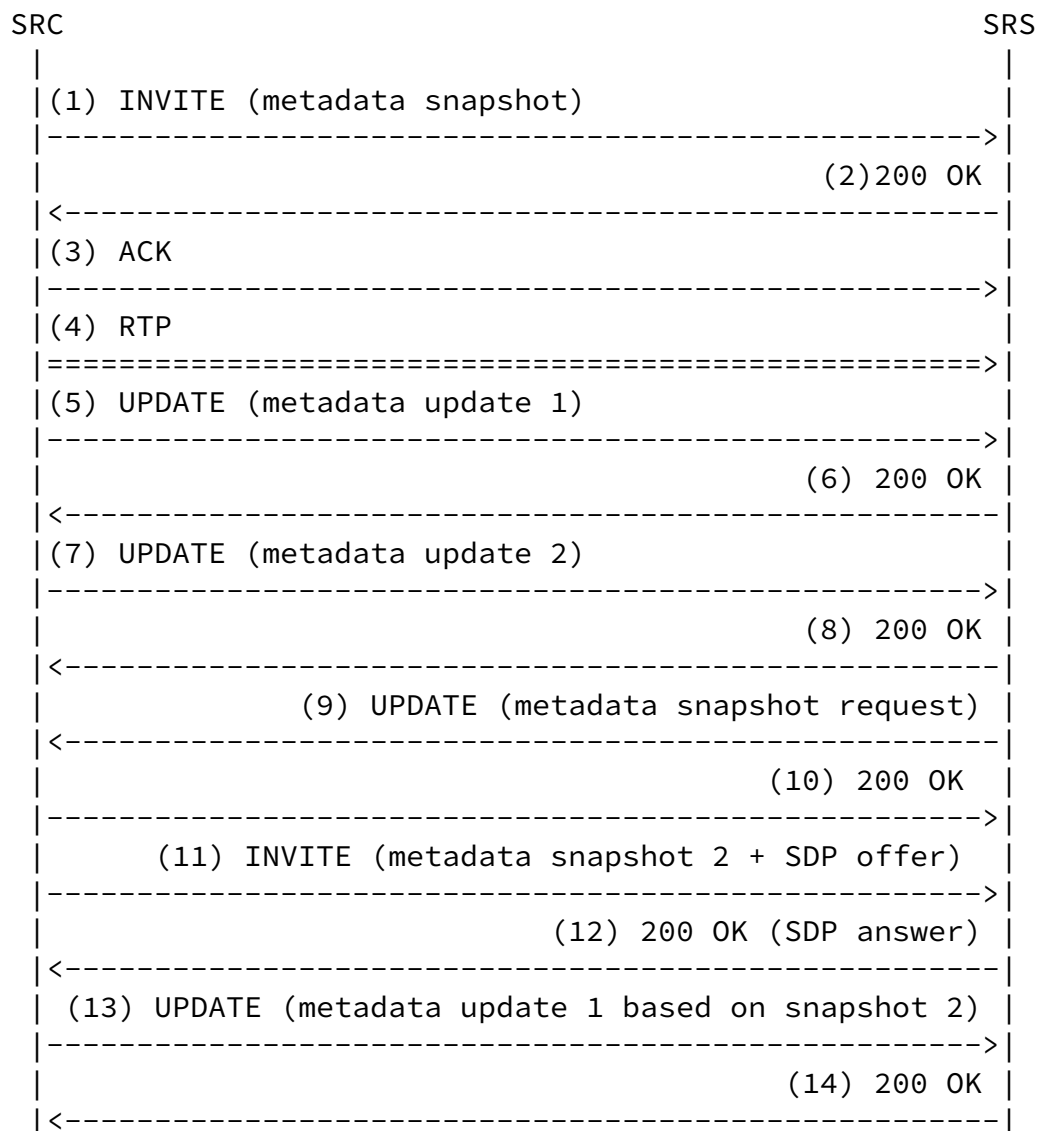 SRC SRS
(1) INVITE (metadata snapshot)
(2)200 OK
(3) ACK
(4) RTP
(5) UPDATE (metadata update 1)
(6) 200 OK
(7) UPDATE (metadata update 2)
(8) 200 OK
(9) UPDATE (metadata snapshot request)
(10) 200 OK
(11) INVITE (metadata snapshot 2 + SDP offer)
(12) 200 OK (SDP answer)
(13) UPDATE (metadata update 1 based on snapshot 2)
(14) 200 OK